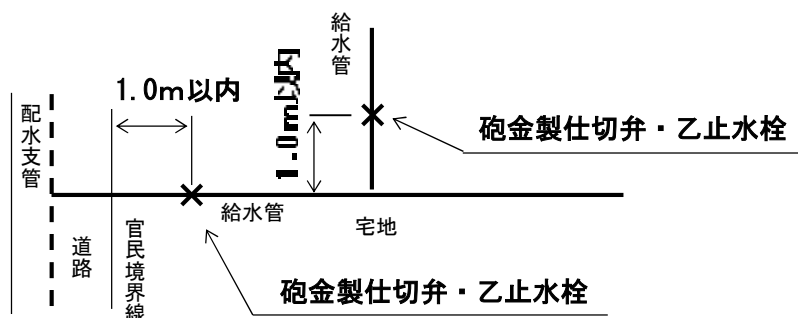 給水管
1.0m以内
1.0m以内
配水支管
砲金製仕切弁・乙止水栓
給水管
宅地
道路
官民境界線
砲金製仕切弁・乙止水栓